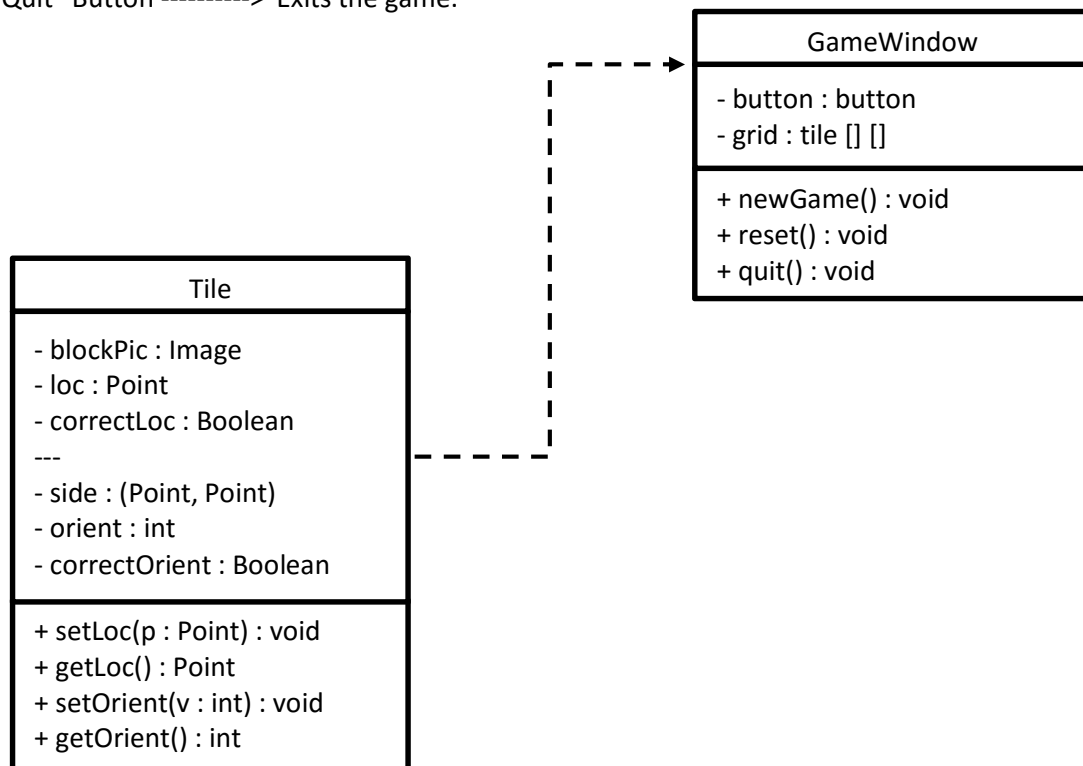 Quit" Button ----------> Exits the game.
GameWindow
- button : button
- grid : tile [] []
+ newGame() : void
+ reset() : void
+ quit() : void
Tile
- blockPic : Image
- loc : Point
- correctLoc : Boolean
---
- side : (Point, Point)
- orient : int
- correctOrient : Boolean
+ setLoc(p : Point) : void
+ getLoc() : Point
+ setOrient(v : int) : void
+ getOrient() : int